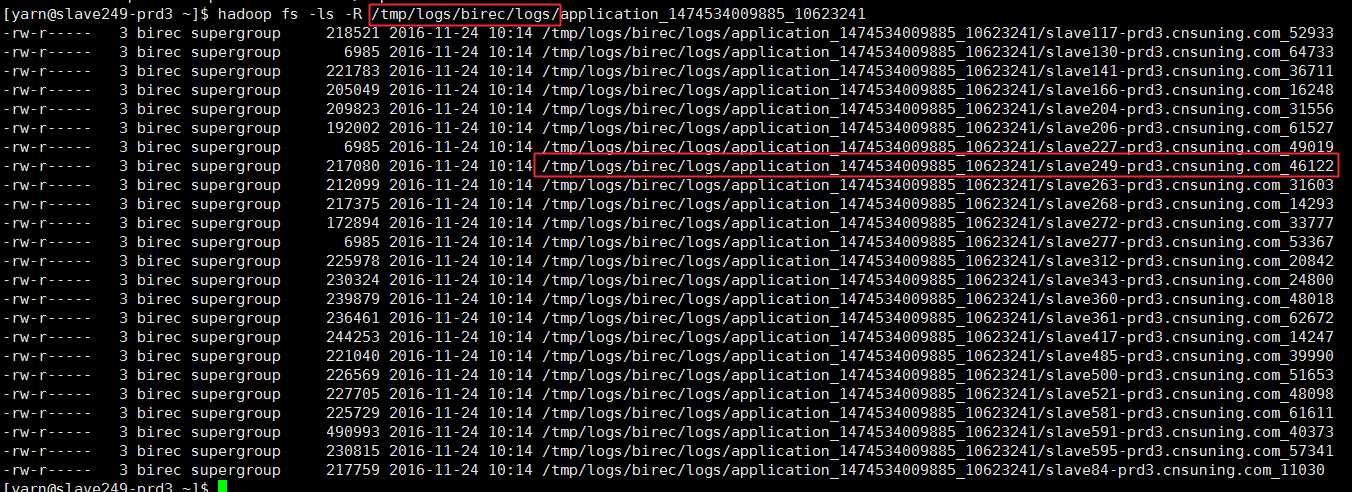 [yarn@slave249-prd3 ~]$ hadoop fs -ls -R /tmp/logs/birec/logs/application_1474534009885_10623241
-rw-r----- 3 birec supergroup 218521 2016-11-24 10:14 /tmp/logs/birec/logs/application_1474534009885_10623241/slave117-prd3.cnsuning.com_52933
-rw-r----- 3 birec supergroup 6985 2016-11-24 10:14 /tmp/logs/birec/logs/application_1474534009885_10623241/slave130-prd3.cnsuning.com_64733
-rw-r----- 3 birec supergroup 221783 2016-11-24 10:14 /tmp/logs/birec/logs/application_1474534009885_10623241/slave141-prd3.cnsuning.com_36711
-rw-r----- 3 birec supergroup 205049 2016-11-24 10:14 /tmp/logs/birec/logs/application_1474534009885_10623241/slave166-prd3.cnsuning.com_16248
-rw-r----- 3 birec supergroup 209823 2016-11-24 10:14 /tmp/logs/birec/logs/application_1474534009885_10623241/slave204-prd3.cnsuning.com_31556
-rw-r----- 3 birec supergroup 192002 2016-11-24 10:14 /tmp/logs/birec/logs/application_1474534009885_10623241/slave206-prd3.cnsuning.com_61527
-rw-r----- 3 birec supergroup 6985 2016-11-24 10:14 /tmp/logs/birec/logs/application_1474534009885_10623241/slave227-prd3.cnsuning.com_49019
-rw-r----- 3 birec supergroup 217080 2016-11-24 10:14 /tmp/logs/birec/logs/application_1474534009885_10623241/slave249-prd3.cnsuning.com_46122
-rw-r----- 3 birec supergroup 212099 2016-11-24 10:14 /tmp/logs/birec/logs/application_1474534009885_10623241/slave263-prd3.cnsuning.com_31603
-rw-r----- 3 birec supergroup 217375 2016-11-24 10:14 /tmp/logs/birec/logs/application_1474534009885_10623241/slave268-prd3.cnsuning.com_14293
-rw-r----- 3 birec supergroup 172894 2016-11-24 10:14 /tmp/logs/birec/logs/application_1474534009885_10623241/slave272-prd3.cnsuning.com_33777
-rw-r----- 3 birec supergroup 6985 2016-11-24 10:14 /tmp/logs/birec/logs/application_1474534009885_10623241/slave277-prd3.cnsuning.com_53367
-rw-r----- 3 birec supergroup 225978 2016-11-24 10:14 /tmp/logs/birec/logs/application_1474534009885_10623241/slave312-prd3.cnsuning.com_20842
-rw-r----- 3 birec supergroup 230324 2016-11-24 10:14 /tmp/logs/birec/logs/application_1474534009885_10623241/slave343-prd3.cnsuning.com_24800
-rw-r----- 3 birec supergroup 239879 2016-11-24 10:14 /tmp/logs/birec/logs/application_1474534009885_10623241/slave360-prd3.cnsuning.com_48018
-rw-r----- 3 birec supergroup 236461 2016-11-24 10:14 /tmp/logs/birec/logs/application_1474534009885_10623241/slave361-prd3.cnsuning.com_62672
-rw-r----- 3 birec supergroup 244253 2016-11-24 10:14 /tmp/logs/birec/logs/application_1474534009885_10623241/slave417-prd3.cnsuning.com_14247
-rw-r----- 3 birec supergroup 221040 2016-11-24 10:14 /tmp/logs/birec/logs/application_1474534009885_10623241/slave485-prd3.cnsuning.com_39990
-rw-r----- 3 birec supergroup 226569 2016-11-24 10:14 /tmp/logs/birec/logs/application_1474534009885_10623241/slave500-prd3.cnsuning.com_51653
-rw-r----- 3 birec supergroup 227705 2016-11-24 10:14 /tmp/logs/birec/logs/application_1474534009885_10623241/slave521-prd3.cnsuning.com_48098
-rw-r----- 3 birec supergroup 225729 2016-11-24 10:14 /tmp/logs/birec/logs/application_1474534009885_10623241/slave581-prd3.cnsuning.com_61611
-rw-r----- 3 birec supergroup 490993 2016-11-24 10:14 /tmp/logs/birec/logs/application_1474534009885_10623241/slave591-prd3.cnsuning.com_40373
-rw-r----- 3 birec supergroup 230815 2016-11-24 10:14 /tmp/logs/birec/logs/application_1474534009885_10623241/slave595-prd3.cnsuning.com_57341
-rw-r----- 3 birec supergroup 217759 2016-11-24 10:14 /tmp/logs/birec/logs/application_1474534009885_10623241/slave84-prd3.cnsuning.com_11030
[yarn@slave249-prd3 ~]$